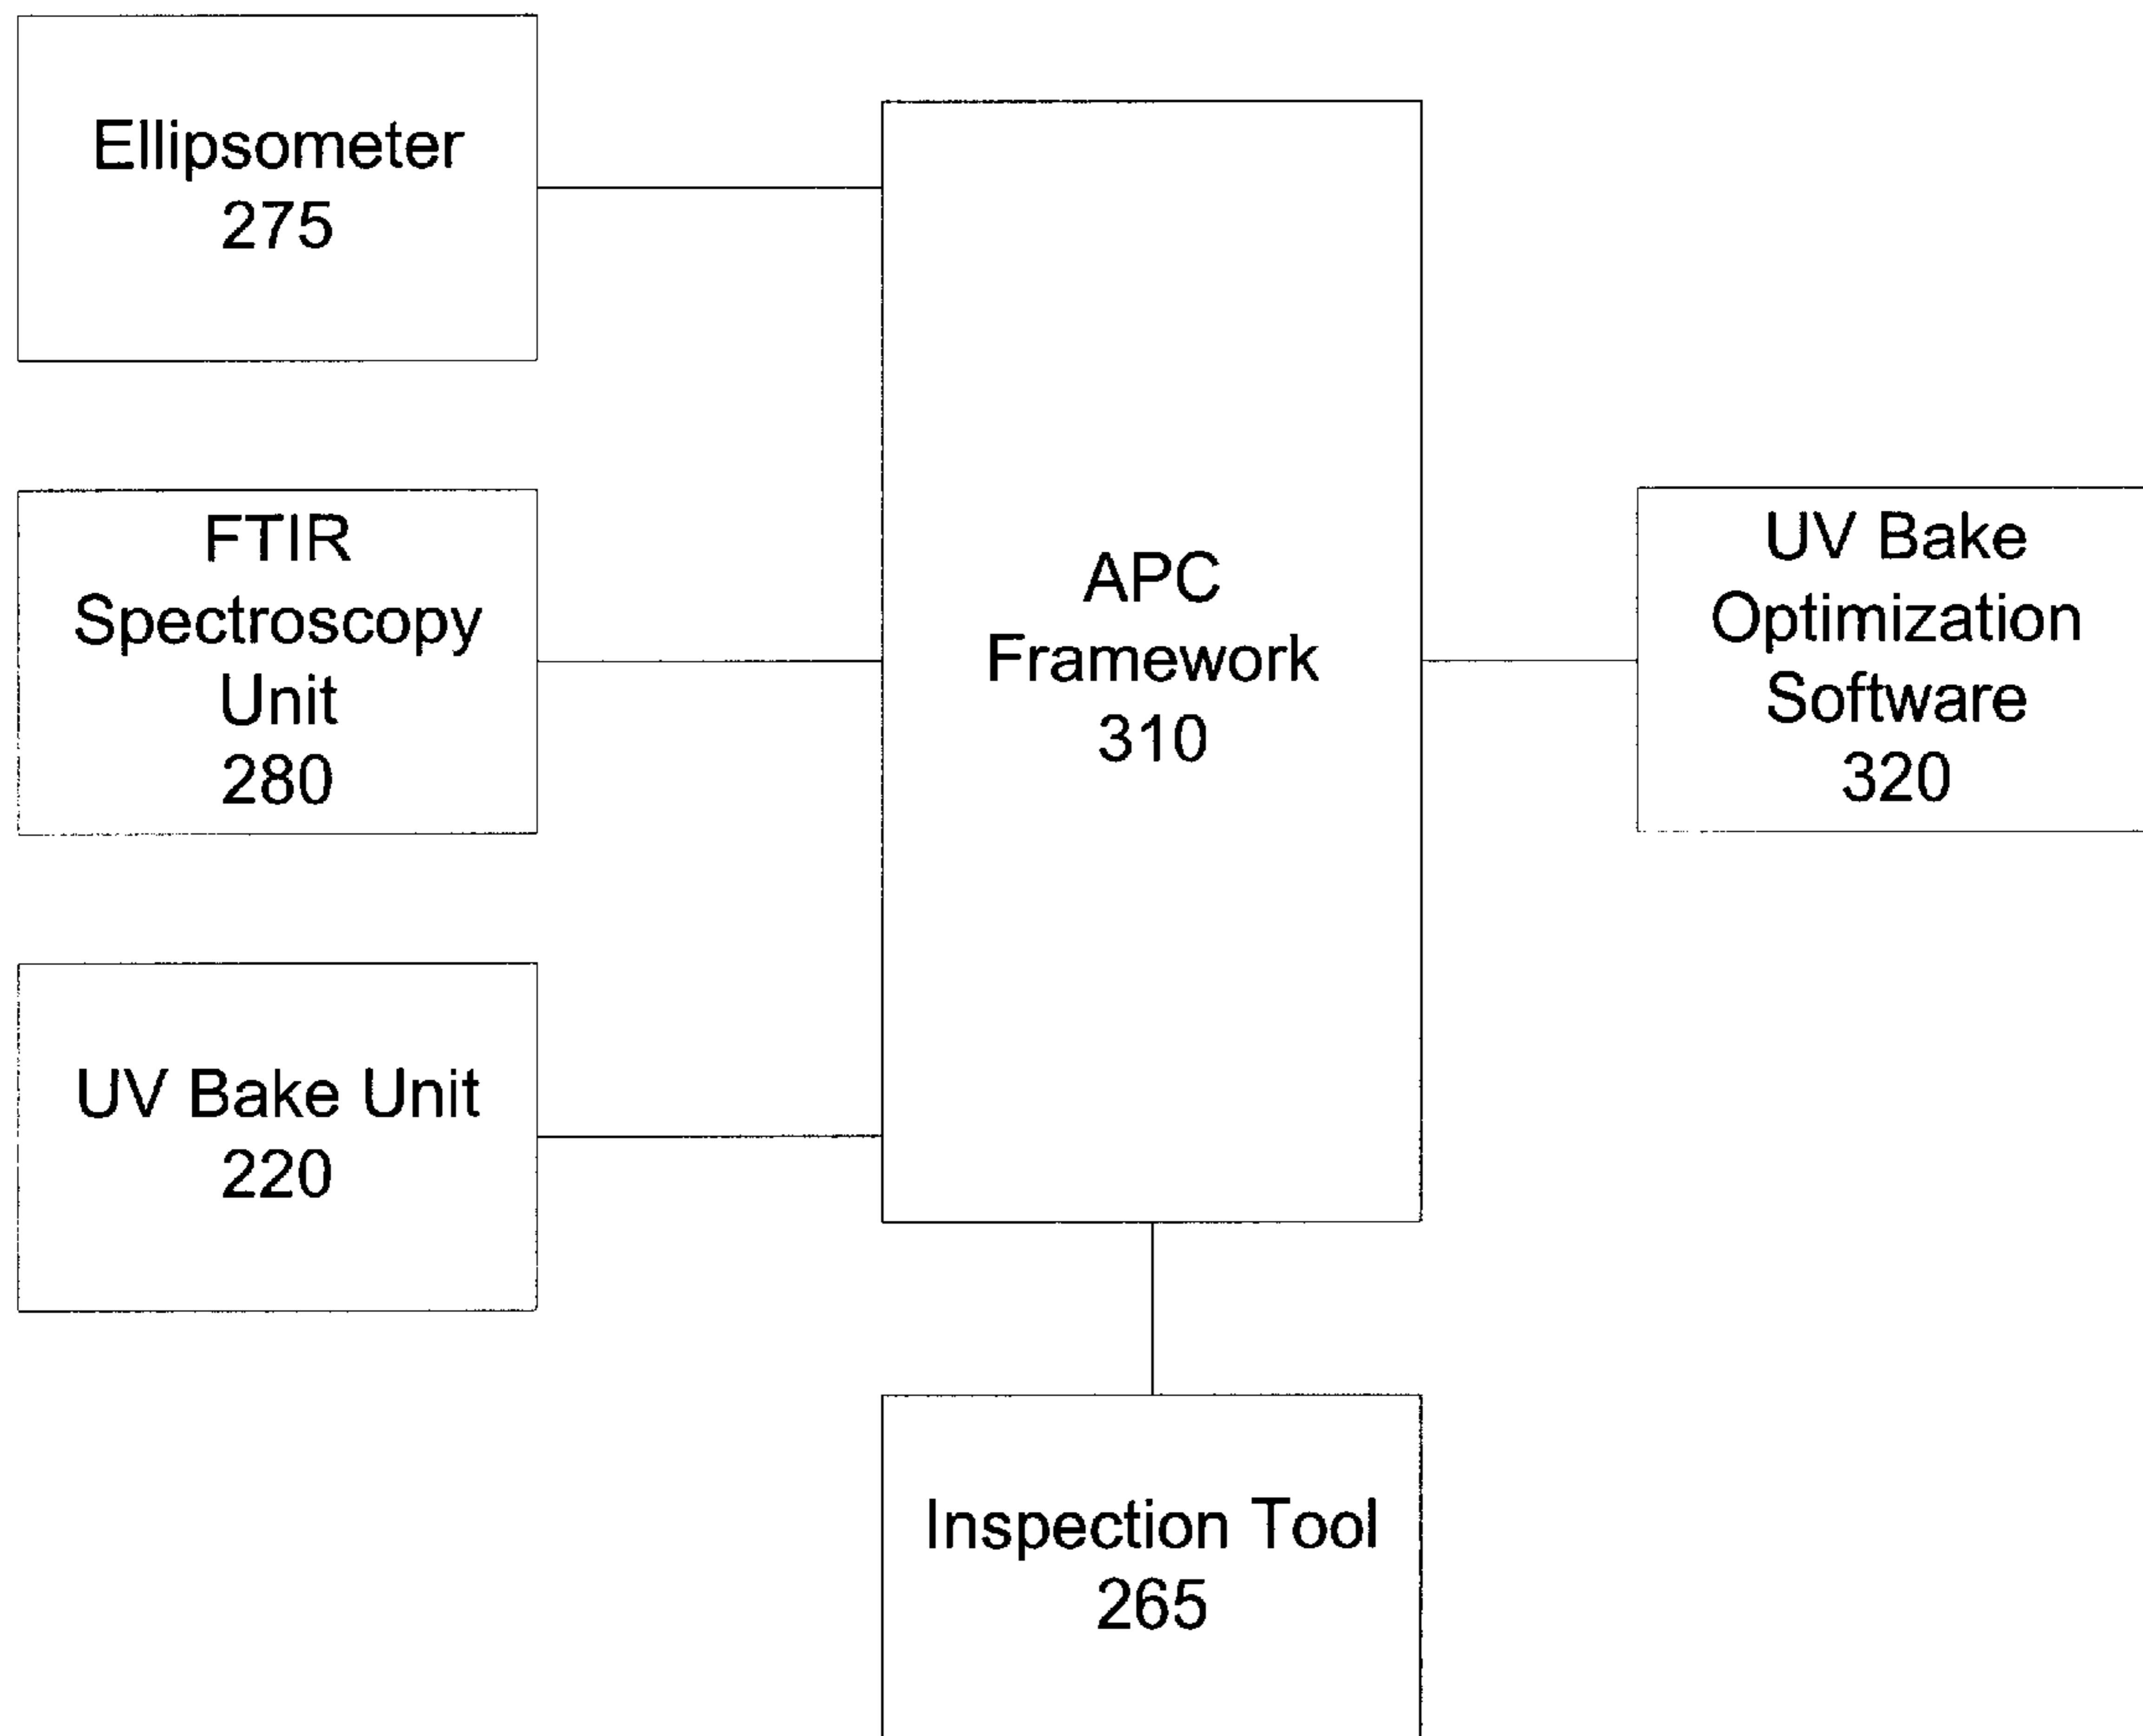 Ellipsometer
275
FTIR
Spectroscopy
Unit
280
UV Bake Unit
220
APC
Framework
310
UV Bake
Optimization
Software
320
Inspection Tool
265